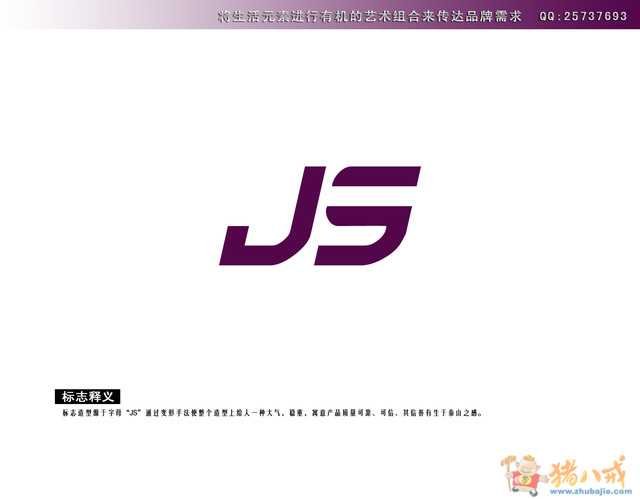 将生活元素进行有机的艺术组合来传达品牌需求 QQ:25737693
JS
标志释义
标志造型源于字母“JS”通过变形手法使整个造型上给人一种大气，稳重，寓意产品质量可靠、可信、其信誉有生于泰山之感。
猪八戒
www.zhubajie.com